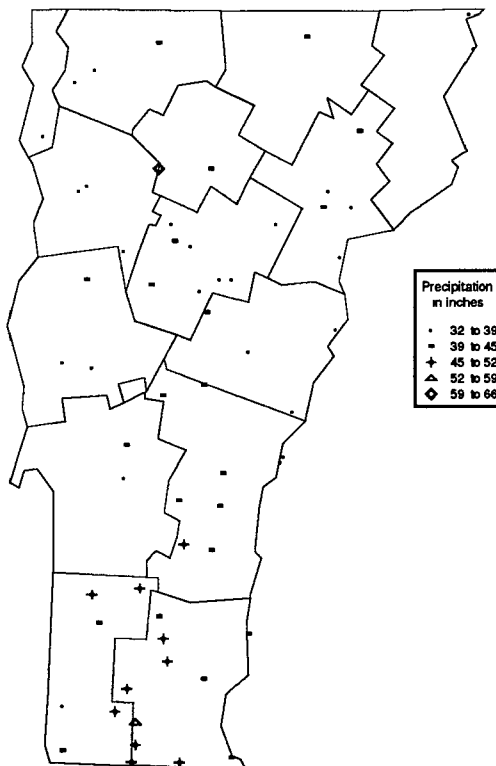 Precipitation
in inches
32 to 39
39 to 45
45 to 52
52 to 59
59 to 66